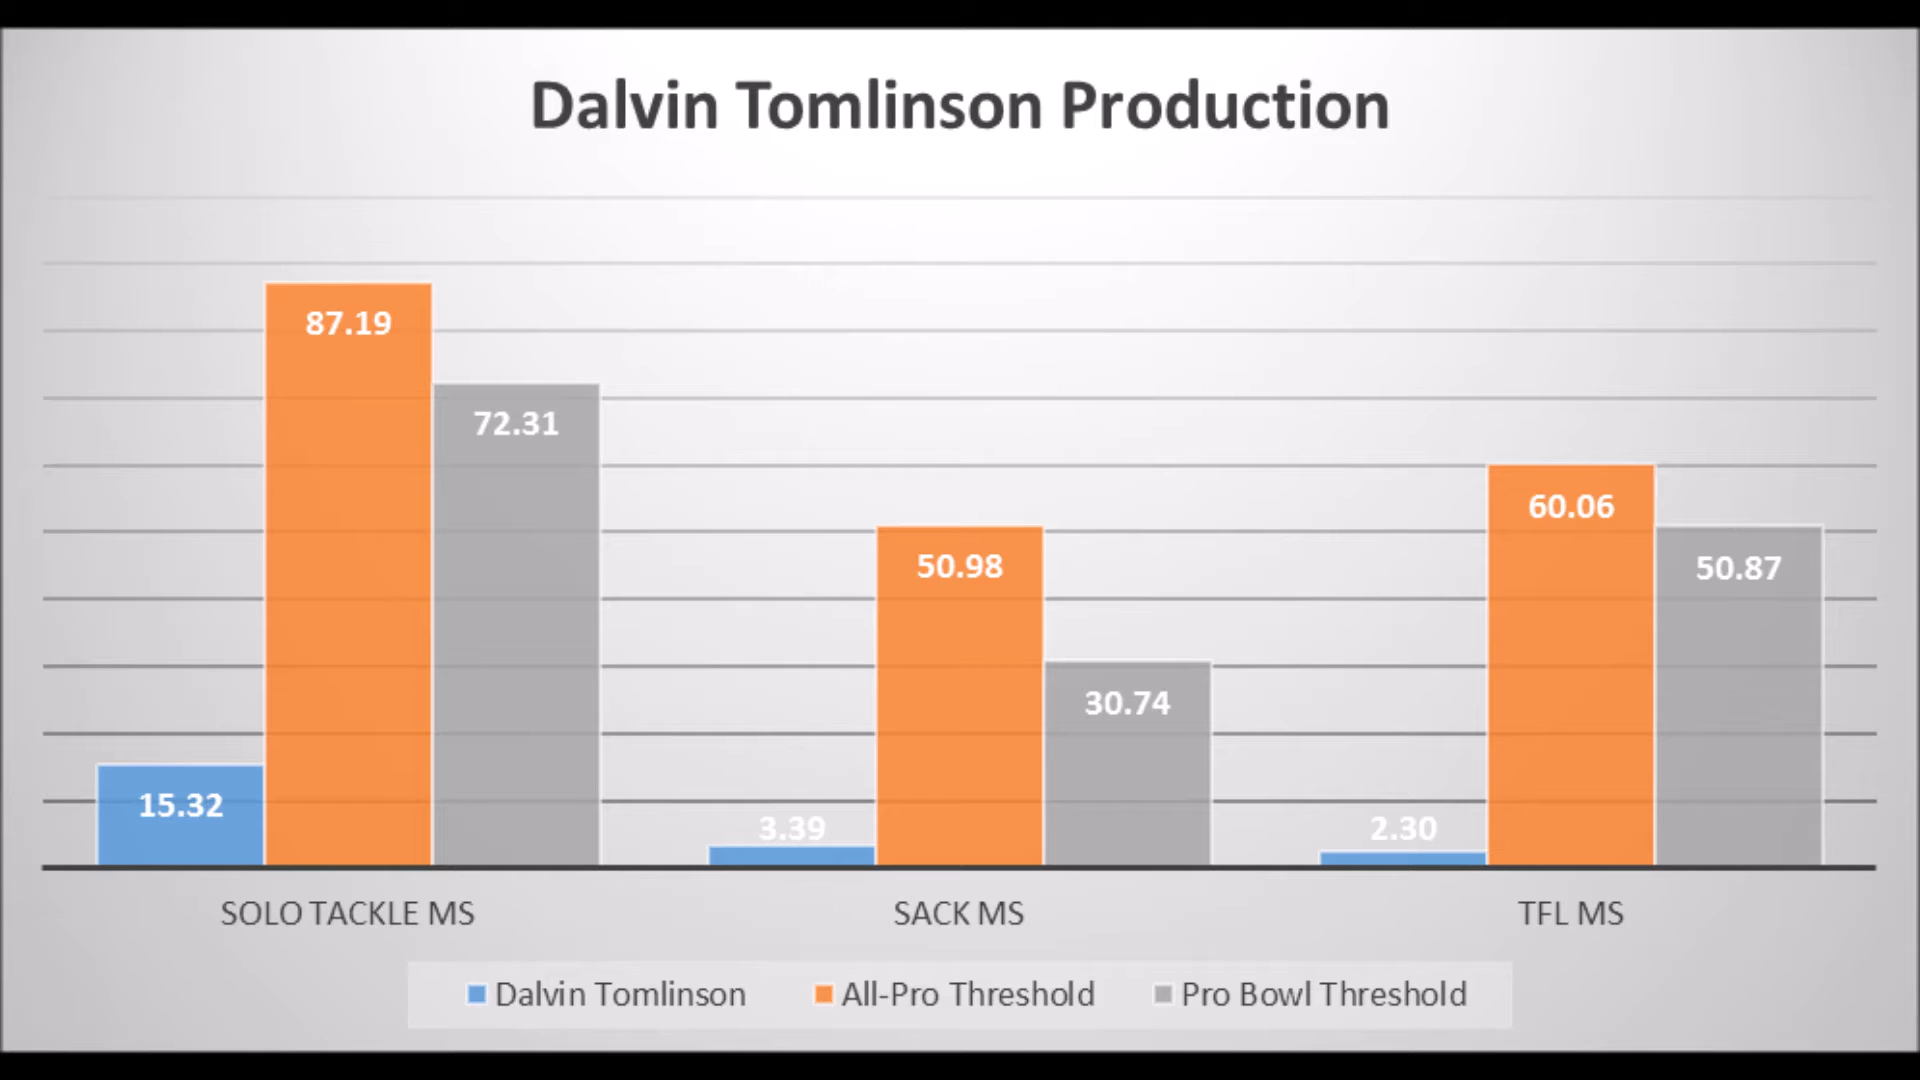 Dalvin Tomlinson Production
87.19
72.31
15.32
50.98
30.74
3.39
60.06
50.87
2.30
SOLO TACKLE MS
SACK MS
TFL MS
Dalvin Tomlinson
All-Pro Threshold
Pro Bowl Threshold